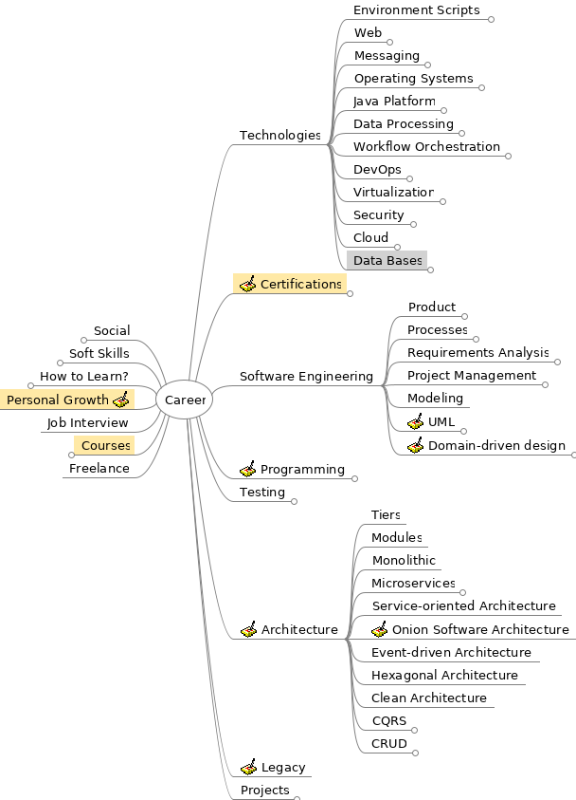 Environment Scripts
Web
Messaging
Operating Systems
Java Platform
Technologies
Data Processing
Workflow Orchestration
DevOps
Virtualization
Security
Cloud
Data Bases
Certifications
Product
Social
Processes
Soft Skills
Requirements Analysis
How to Learn?
Software Engineering
Project Management
Personal Growth
Career
Modeling
Job Interview
UML
Courses
Domain-driven design
Freelance
Programming
Testing
Tiers
Modules
Monolithic
Microservices
Service-oriented Architecture
Architecture
Onion Software Architecture
Event-driven Architecture
Hexagonal Architecture
Clean Architecture
CQRS
CRUD
Legacy
Projects